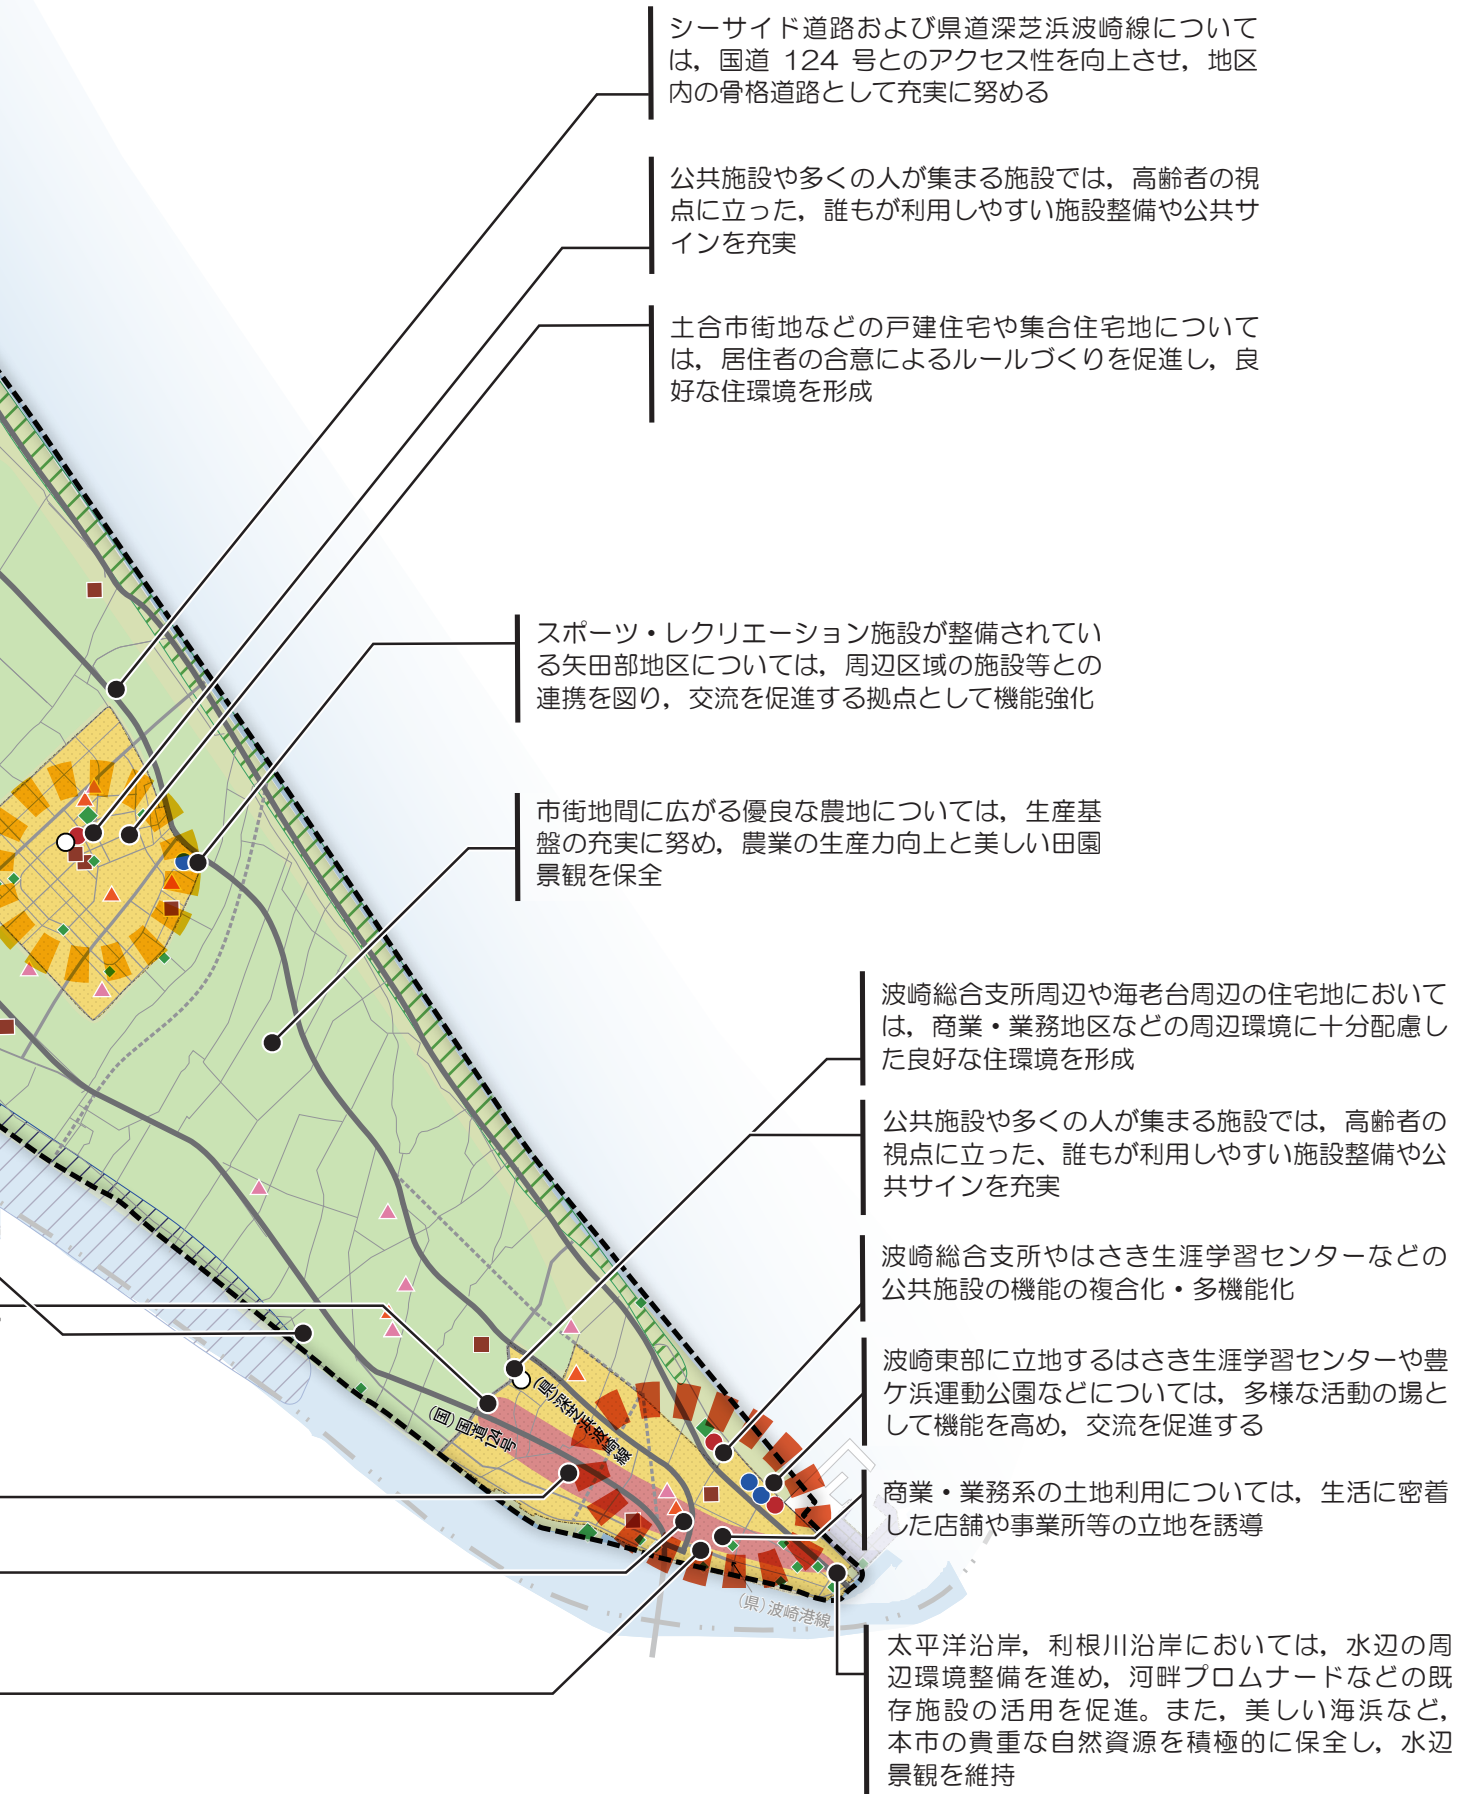 シーサイド道路および県道深芝浜波崎線について
は，国道 124 号とのアクセス性を向上させ，地区
内の骨格道路として充実に努める
公共施設や多くの人が集まる施設では，高齢者の視
点に立った，誰もが利用しやすい施設整備や公共サ
インを充実
土合市街地などの戸建住宅や集合住宅地について
は，居住者の合意によるルールづくりを促進し，良
好な住環境を形成
スポーツ・レクリエーション施設が整備されてい
る矢田部地区については，周辺区域の施設等との
連携を図り，交流を促進する拠点として機能強化
市街地間に広がる優良な農地については，生産基
盤の充実に努め，農業の生産力向上と美しい田園
景観を保全
波崎総合支所周辺や海老台周辺の住宅地において
は，商業・業務地区などの周辺環境に十分配慮し
た良好な住環境を形成
公共施設や多くの人が集まる施設では，高齢者の
視点に立った、誰もが利用しやすい施設整備や公
共サインを充実
波崎総合支所やはさき生涯学習センターなどの
公共施設の機能の複合化・多機能化
波崎東部に立地するはさき生涯学習センターや豊
ケ浜運動公園などについては，多様な活動の場と
して機能を高め，交流を促進する
商業・業務系の土地利用については，生活に密着
した店舗や事業所等の立地を誘導
太平洋沿岸，利根川沿岸においては，水辺の周
辺環境整備を進め，河畔プロムナードなどの既
存施設の活用を促進。また，美しい海浜など，
本市の貴重な自然資源を積極的に保全し，水辺
景観を維持
(県)深芝浜波崎線
(国)国道124号
(県)波崎港線